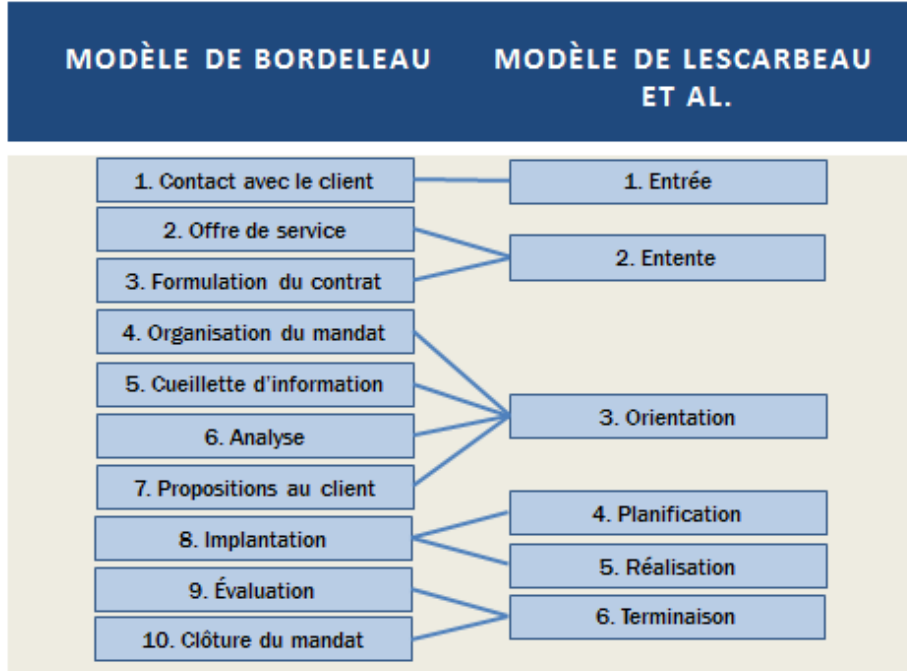 MODÈLE DE BORDELEAU
MODÈLE DE LESCARBEAU
ET AL.
1. Contact avec le client
2. Offre de service
3. Formulation du contrat
4. Organisation du mandat
5. Cueillette d'information
6. Analyse
7. Propositions au client
8. Implantation
9. Évaluation
10. Clôture du mandat
1. Entrée
2. Entente
3. Orientation
4. Planification
5. Réalisation
6. Terminaison